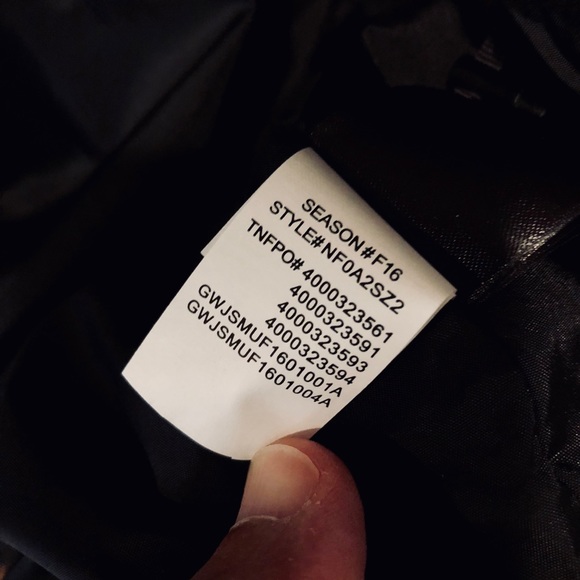 SEASON#F16
STYLE#NF0A2SZ2
TNFPO# 4000323561
4000323591
4000323593
4000323594
GWJSMUF1601001A
GWJSMUF1601004A